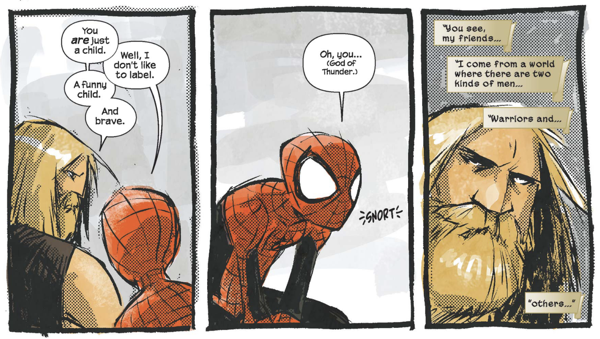 You
are just
a child.
Well, I
don't like
to label.
A funny
child.
And
brave.
Oh, you...
(God of
Thunder.)
SNORT
"You see,
my friends...
"I come from a world
where there are two
kinds of men...
"Warriors and...
"others..."